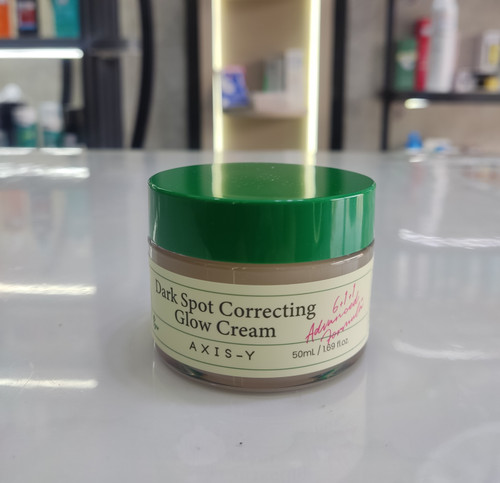 Dark Spot Correcting
Glow Cream
AXIS-Y
6+1+1
Advanced
Formula
50mL / 1.69 fl oz